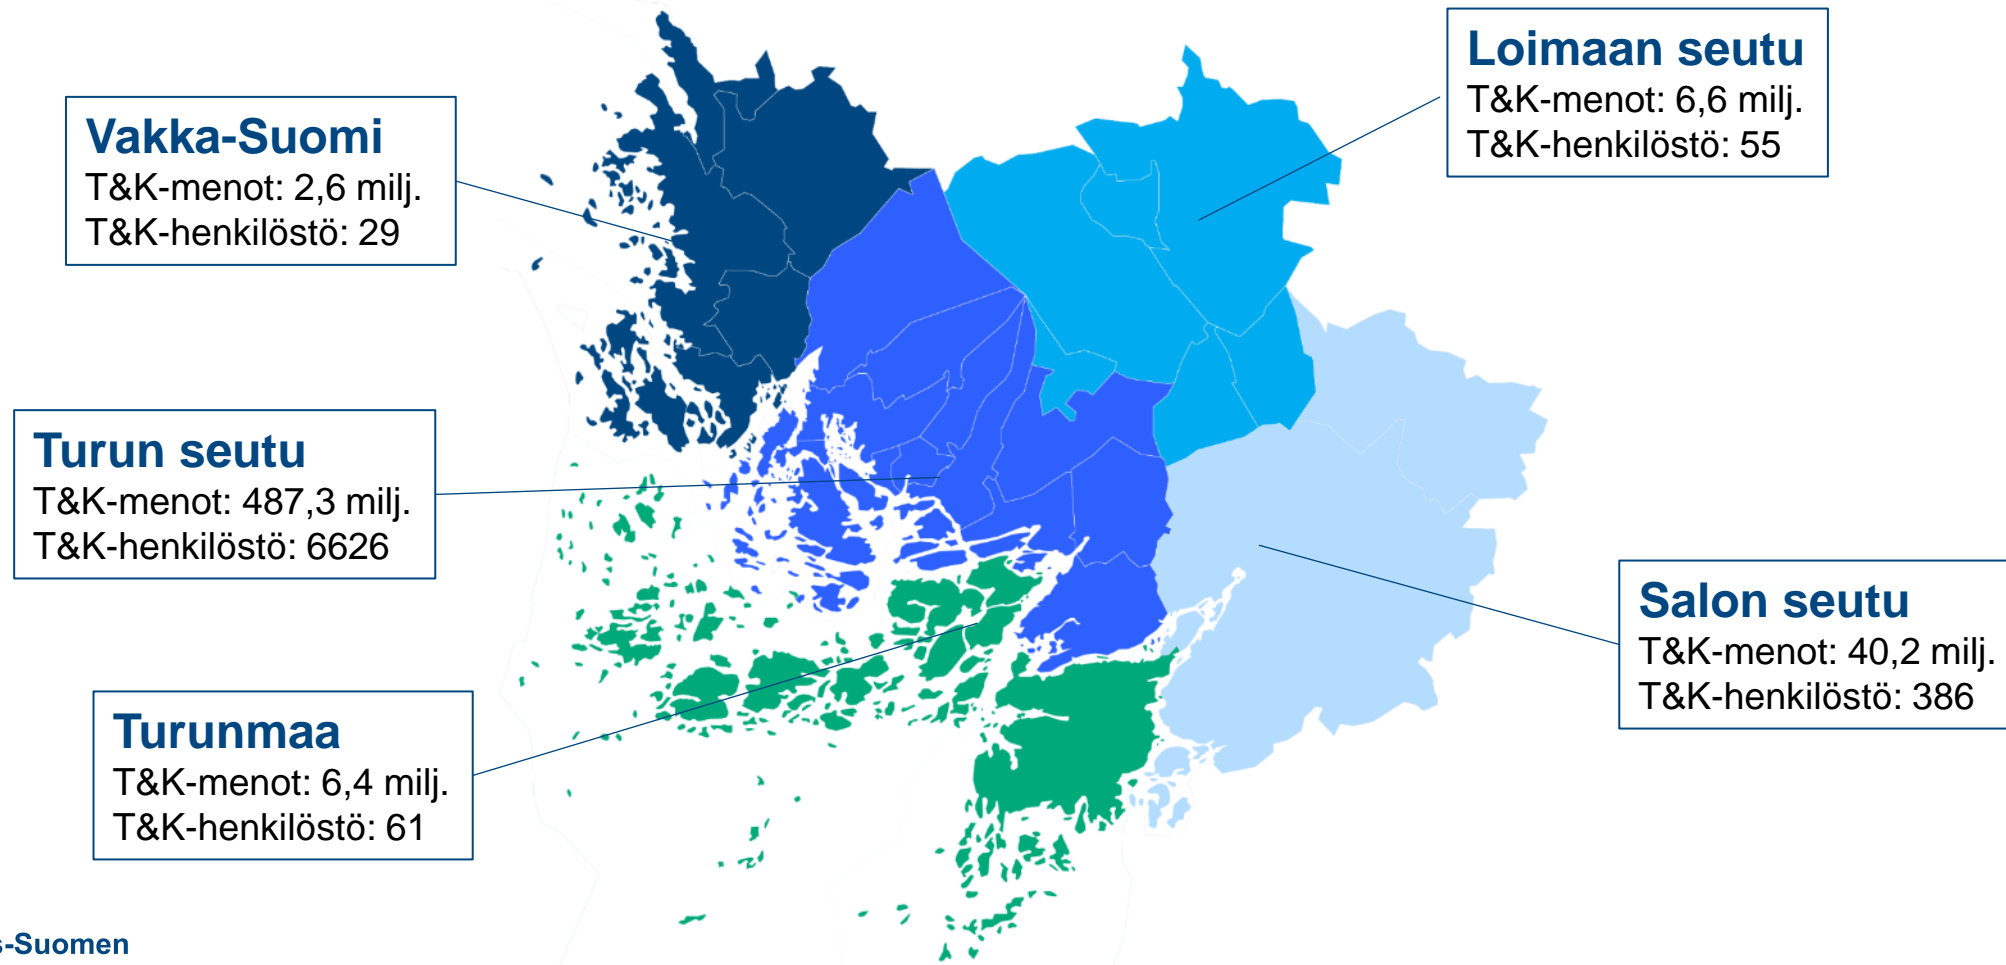 Loimaan seutu
T&K-menot: 6,6 milj.
T&K-henkilöstö: 55
Vakka-Suomi
T&K-menot: 2,6 milj.
T&K-henkilöstö: 29
Turun seutu
T&K-menot: 487,3 milj.
T&K-henkilöstö: 6626
Salon seutu
T&K-menot: 40,2 milj.
T&K-henkilöstö: 386
Turunmaa
T&K-menot: 6,4 milj.
T&K-henkilöstö: 61
s-Suomen